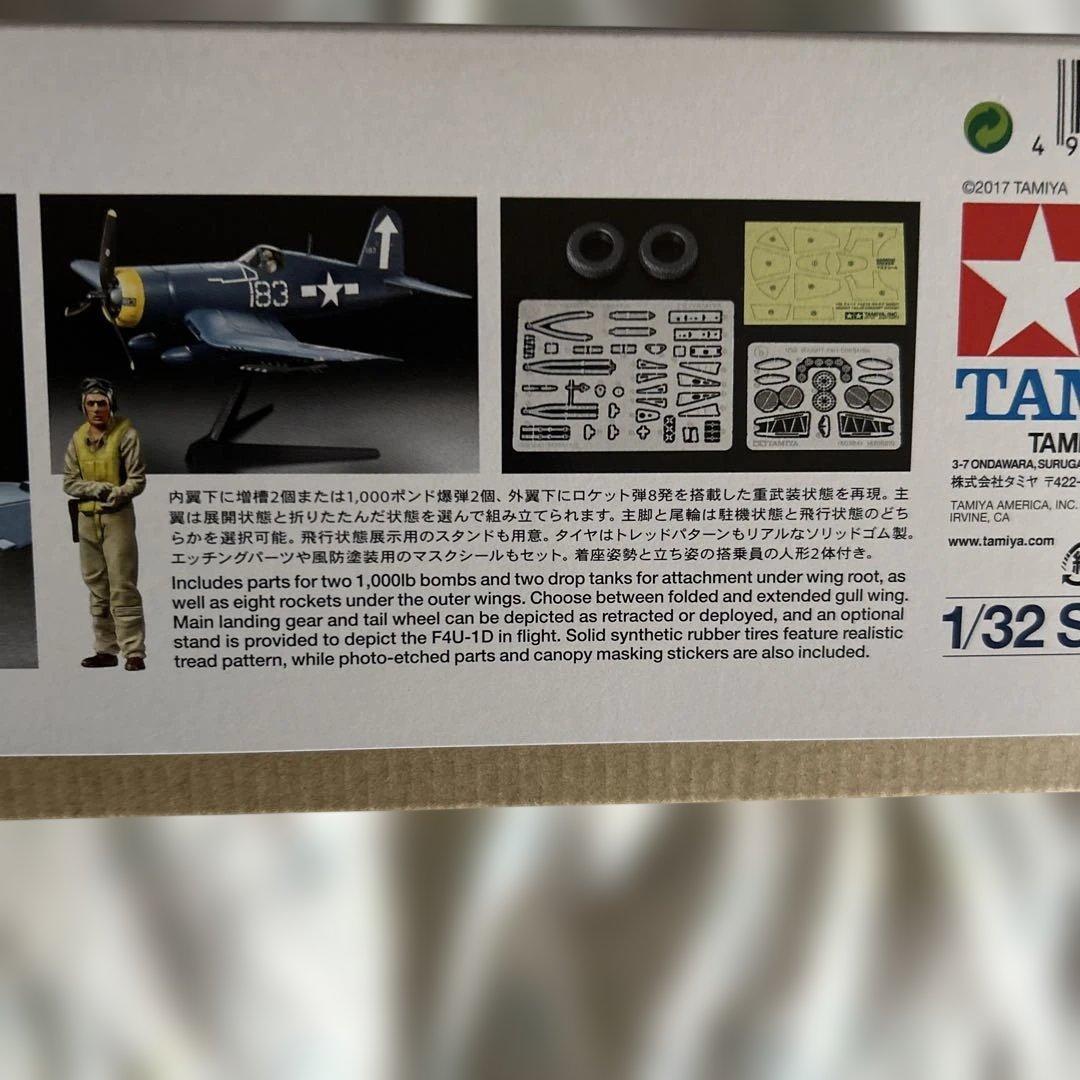 4 9
©2017 TAMIYA
183
183
TAMIYA, INC.
TAM
TAMI
3-7 ONDAWARA, SURUGA
株式会社タミヤ 〒422-
TAMIYA AMERICA, INC.
IRVINE, CA
www.tamiya.com
1/32 S
内翼下に増槽2個または1,000ポンド爆弾2個、外翼下にロケット弾8発を搭載した重武装状態を再現。主
翼は展開状態と折りたたんだ状態を選んで組み立てられます。主脚と尾輪は駐機状態と飛行状態のどち
らかを選択可能。飛行状態展示用のスタンドも用意。タイヤはトレッドパターンもリアルなソリッドゴム製。
エッチングパーツや風防塗装用のマスクシールもセット。着座姿勢と立ち姿の搭乗員の人形2体付き。
Includes parts for two 1,000lb bombs and two drop tanks for attachment under wing root, as
well as eight rockets under the outer wings. Choose between folded and extended gull wing.
Main landing gear and tail wheel can be depicted as retracted or deployed, and an optional
stand is provided to depict the F4U-1D in flight. Solid synthetic rubber tires feature realistic
tread pattern, while photo-etched parts and canopy masking stickers are also included.